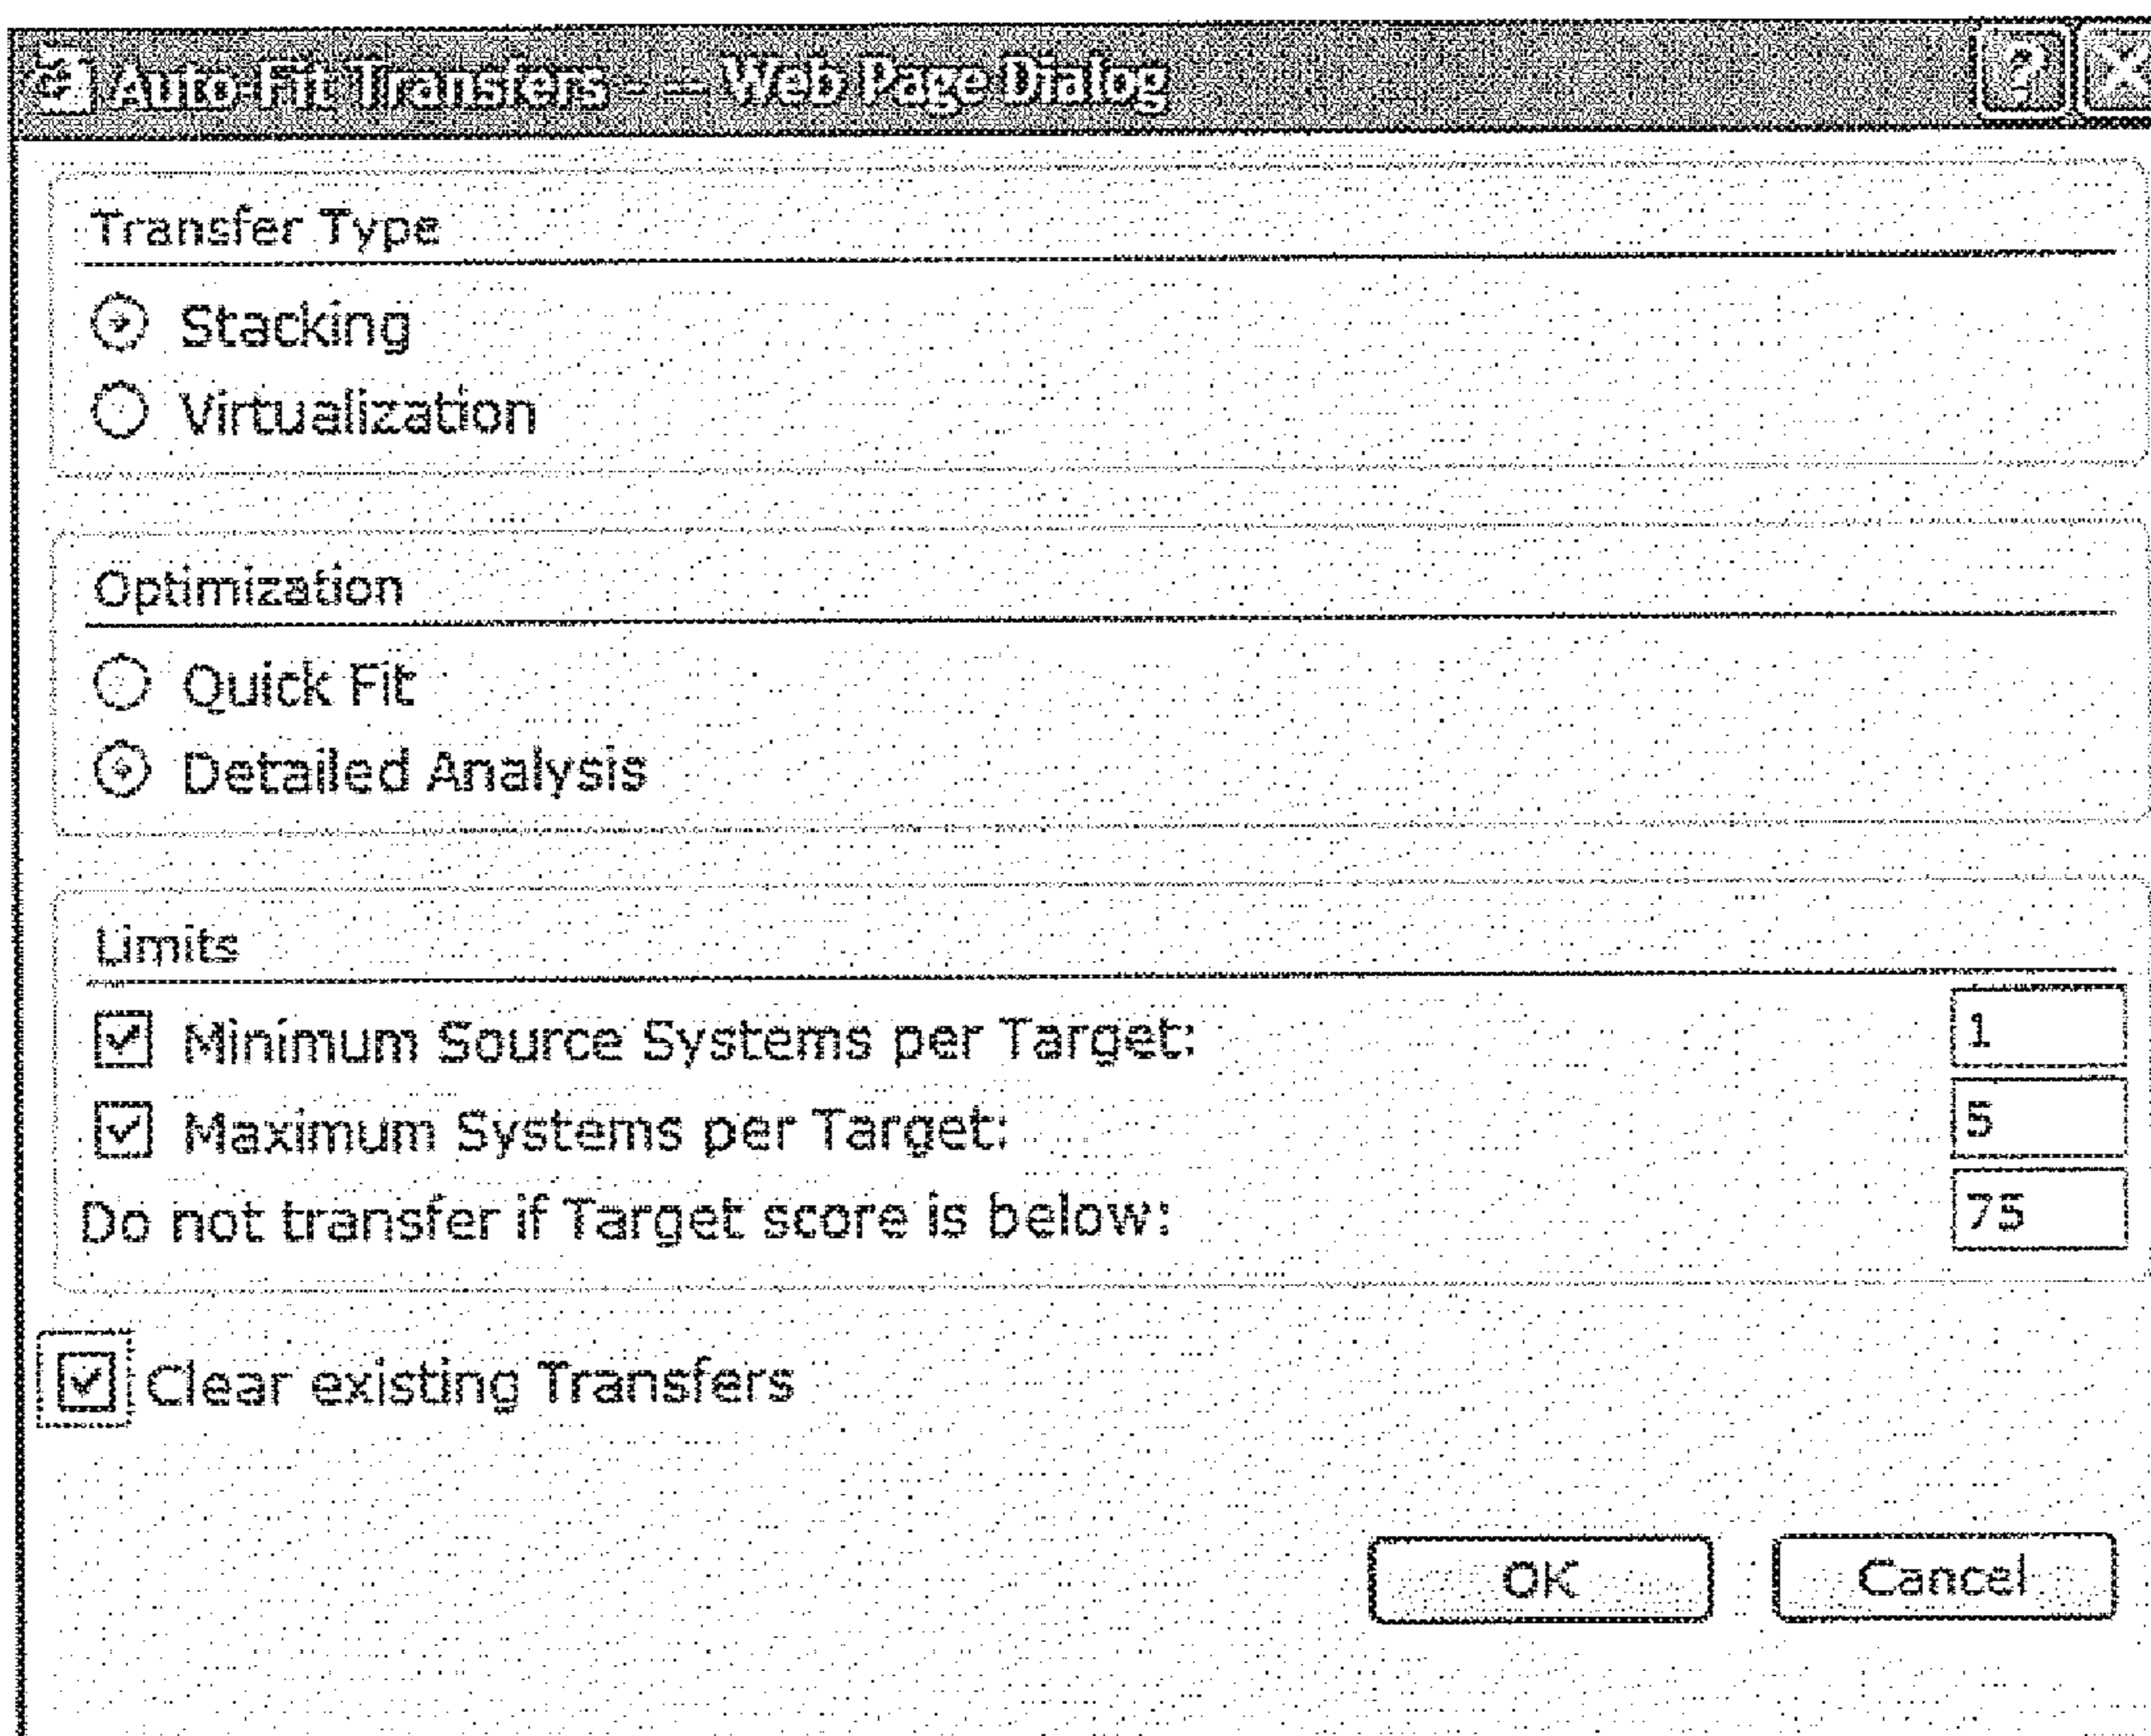 Auto-Fit Transfers - -- Web Page Dialog
Transfer Type
Stacking
Virtualization
Optimization
Quick Fit
Detailed Analysis
Limits
Minimum Source Systems per Target: 1
Maximum Systems per Target: 5
Do not transfer if Target score is below: 75
Clear existing Transfers
OK Cancel